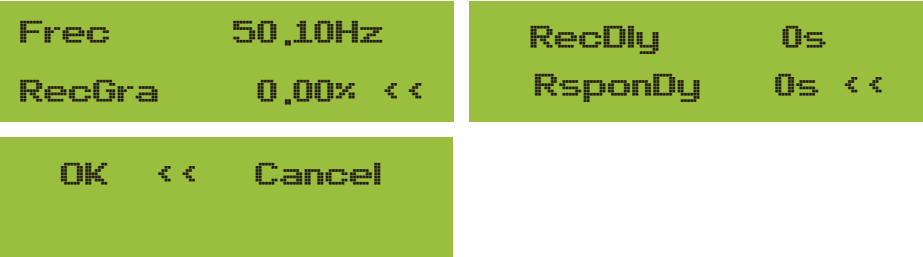 Frec 50.10Hz
RecGra 0.00% <<
RecDly 0s
RsponDy 0s <<
OK << Cancel